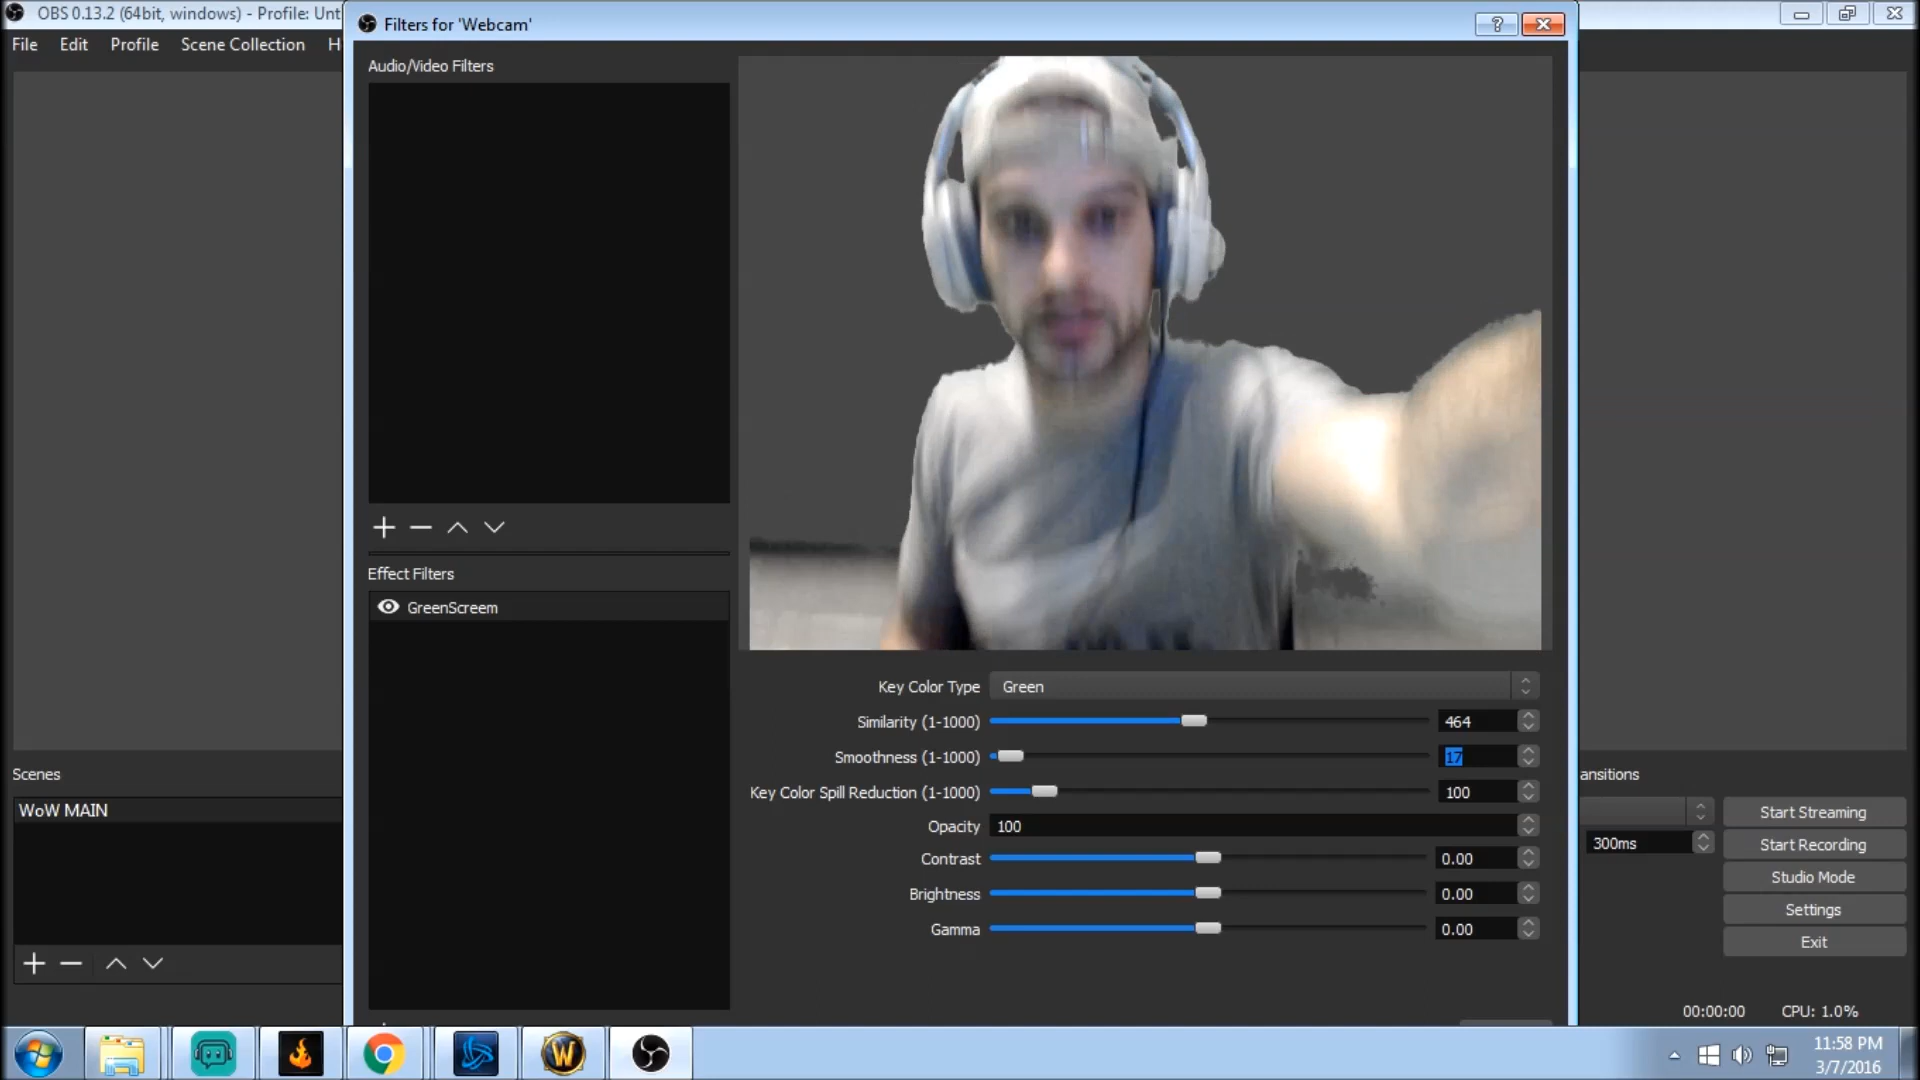 OBS 0.13.2 (64bit, windows) - Profile: Unt
File Edit Profile Scene Collection H
Filters for 'Webcam'
?
Audio/Video Filters
Effect Filters
GreenScreem
Key Color Type Green
Similarity (1-1000) 464
Smoothness (1-1000) 17
Key Color Spill Reduction (1-1000) 100
Opacity 100
Contrast 0.00
Brightness 0.00
Gamma 0.00
Scenes
WoW MAIN
ansitions
300ms
Start Streaming
Start Recording
Studio Mode
Settings
Exit
00:00:00 CPU: 1.0%
W
11:58 PM
3/7/2016